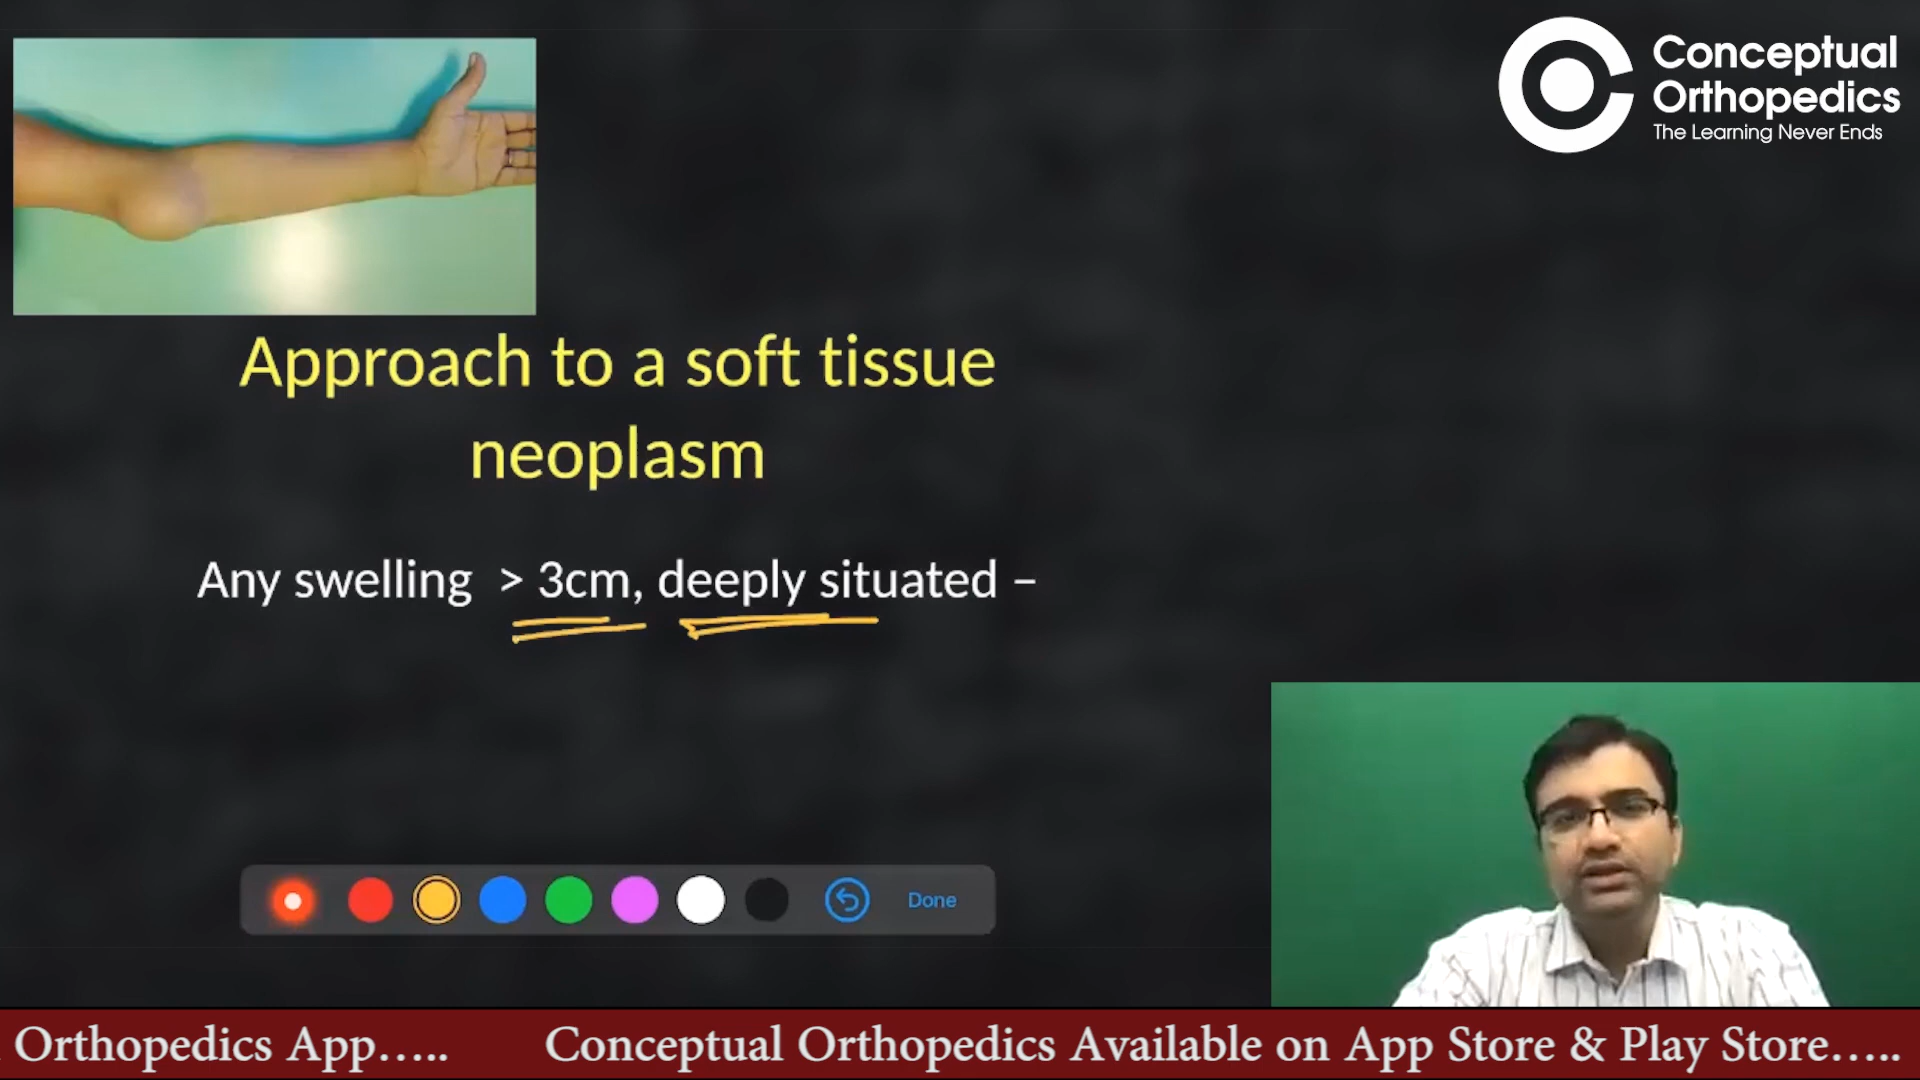 Conceptual
Orthopedics
The Learning Never Ends
Approach to a soft tissue
neoplasm
Any swelling > 3cm, deeply situated –
Done
Orthopedics App..... Conceptual Orthopedics Available on App Store & Play Store.....